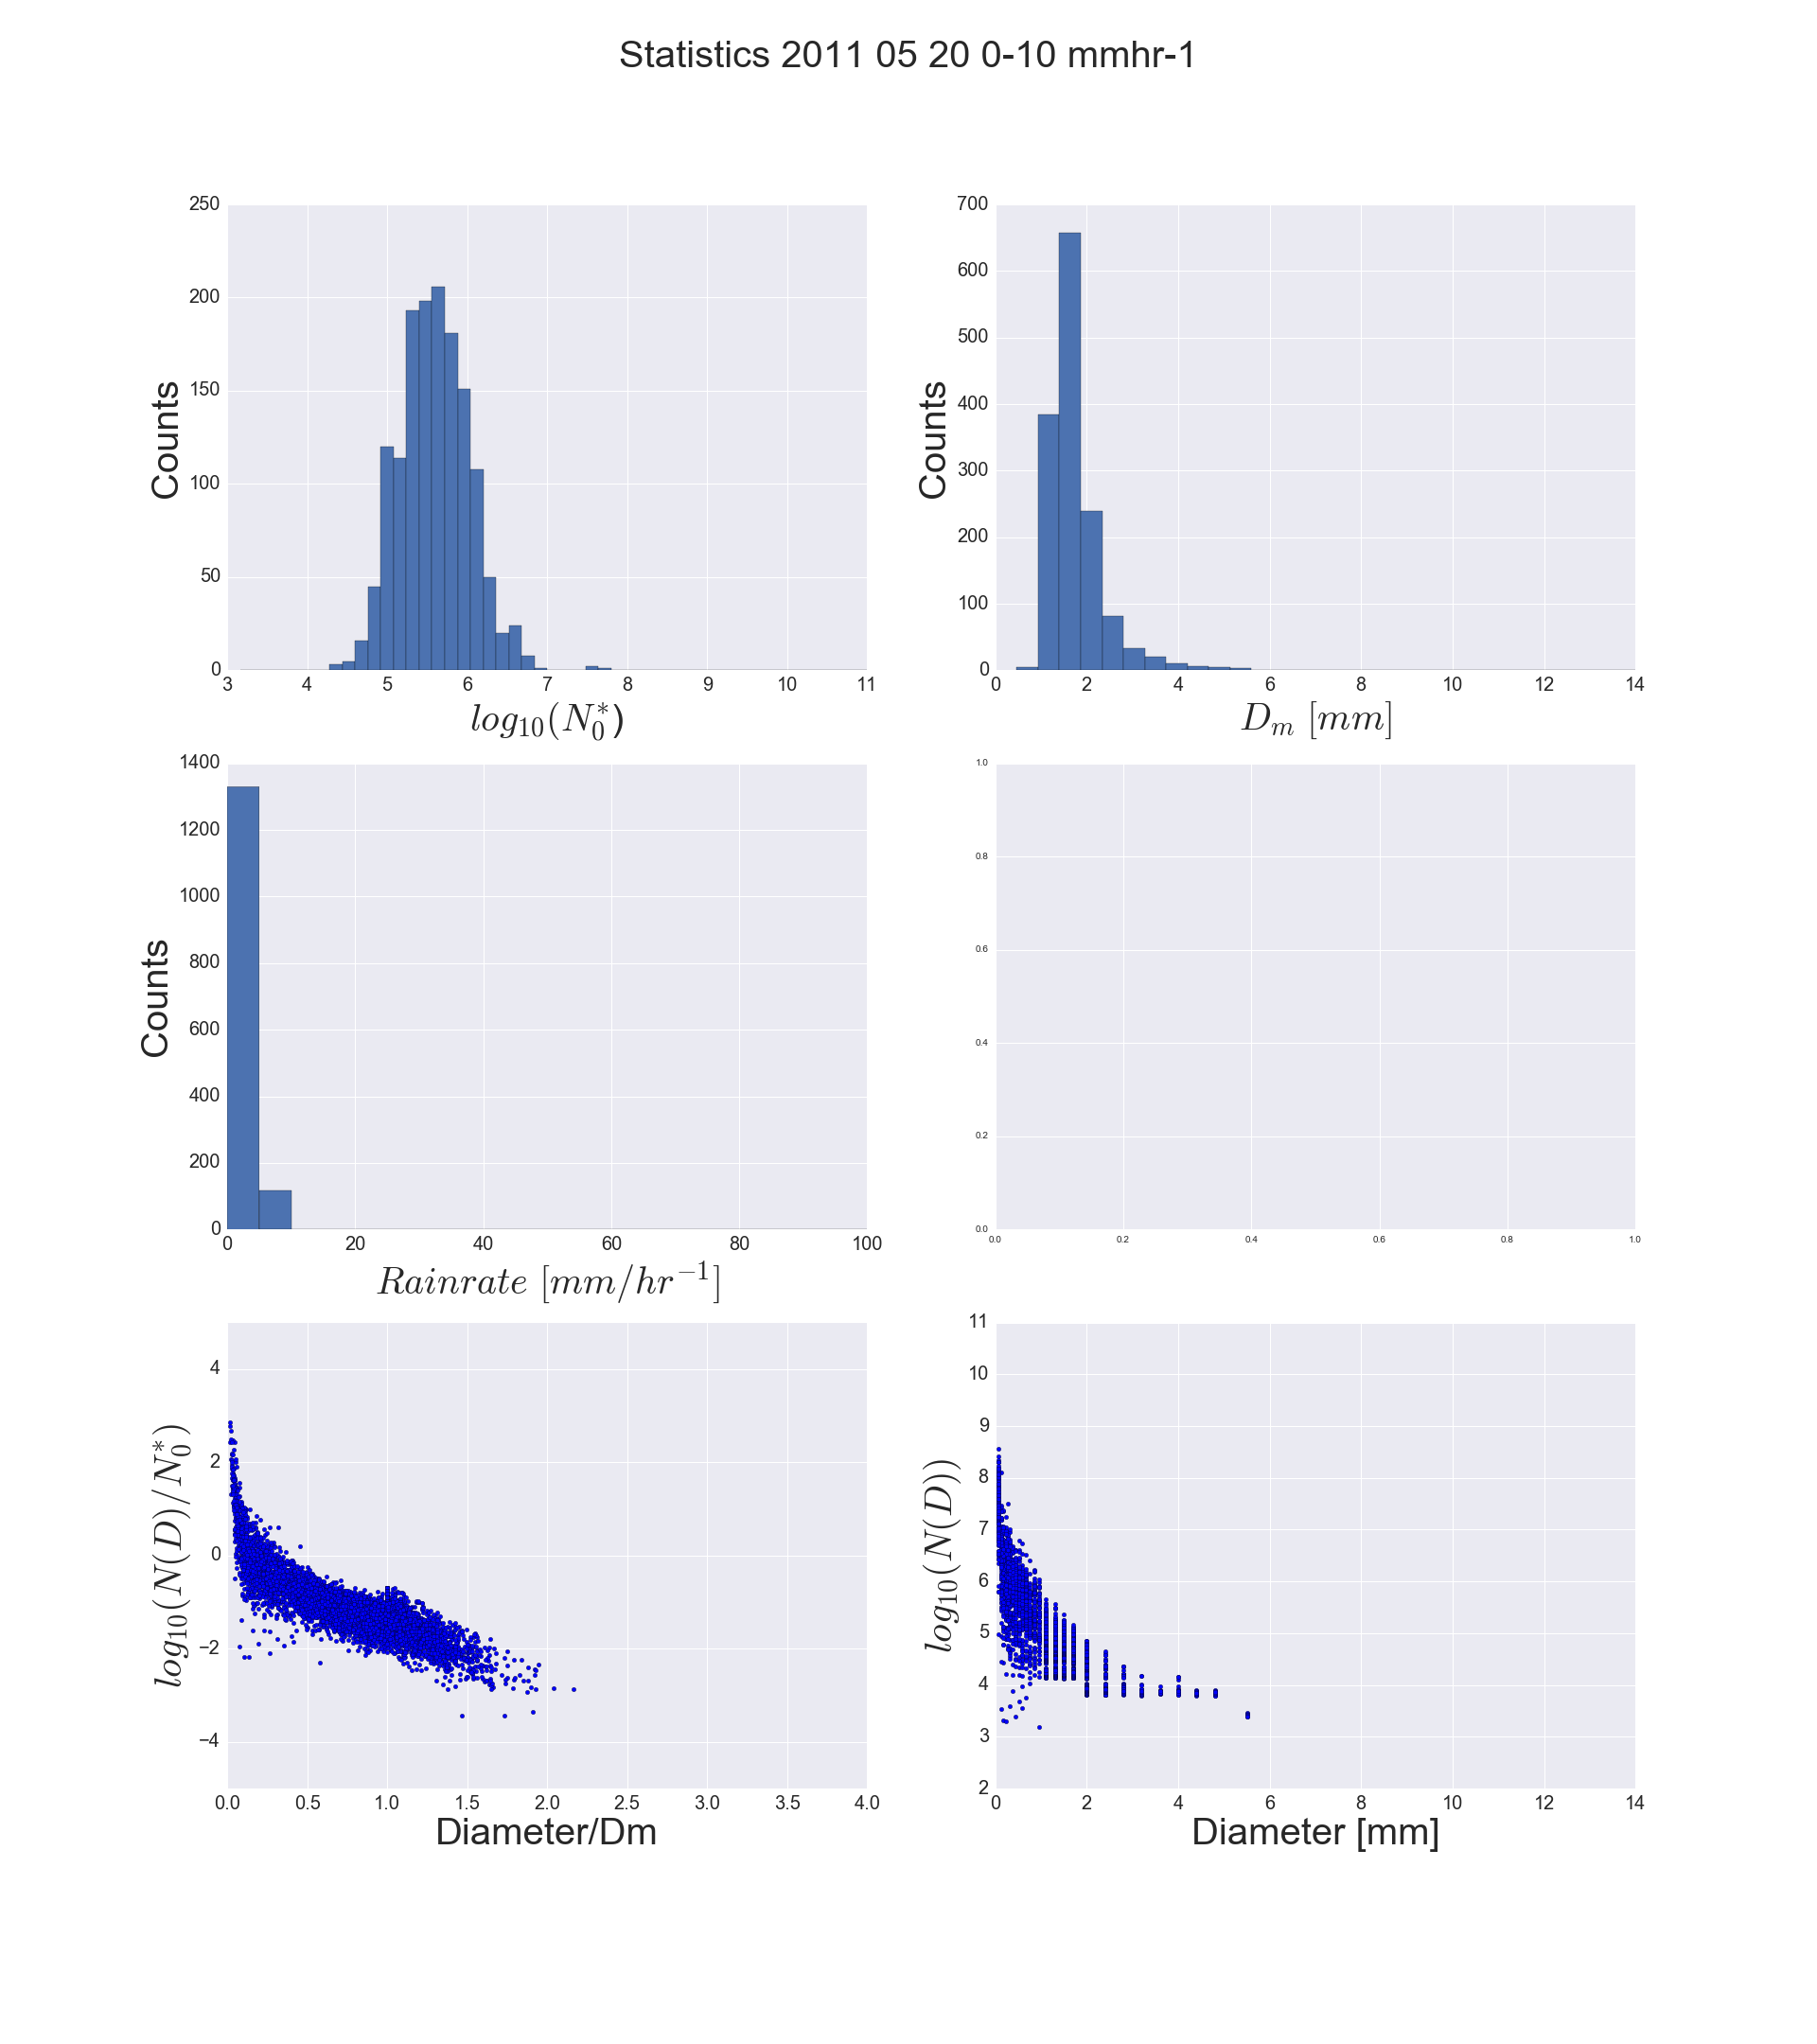 Statistics 2011 05 20 0-10 mmhr-1
250
200
150
100
50
0
Counts
3 4 5 6 7 8 9 10 11
log10(N0*)
700
600
500
400
300
200
100
0
Counts
0 2 4 6 8 10 12 14
Dm [mm]
1400
1200
1000
800
600
400
200
0
Counts
0 20 40 60 80 100
Rainrate [mm/hr−1]
1.0
0.8
0.6
0.4
0.2
0.0
0.0 0.2 0.4 0.6 0.8 1.0
4
2
0
−2
−4
log10(N(D)/N0*)
0.0 0.5 1.0 1.5 2.0 2.5 3.0 3.5 4.0
Diameter/Dm
11
10
9
8
7
6
5
4
3
2
log10(N(D))
0 2 4 6 8 10 12 14
Diameter [mm]